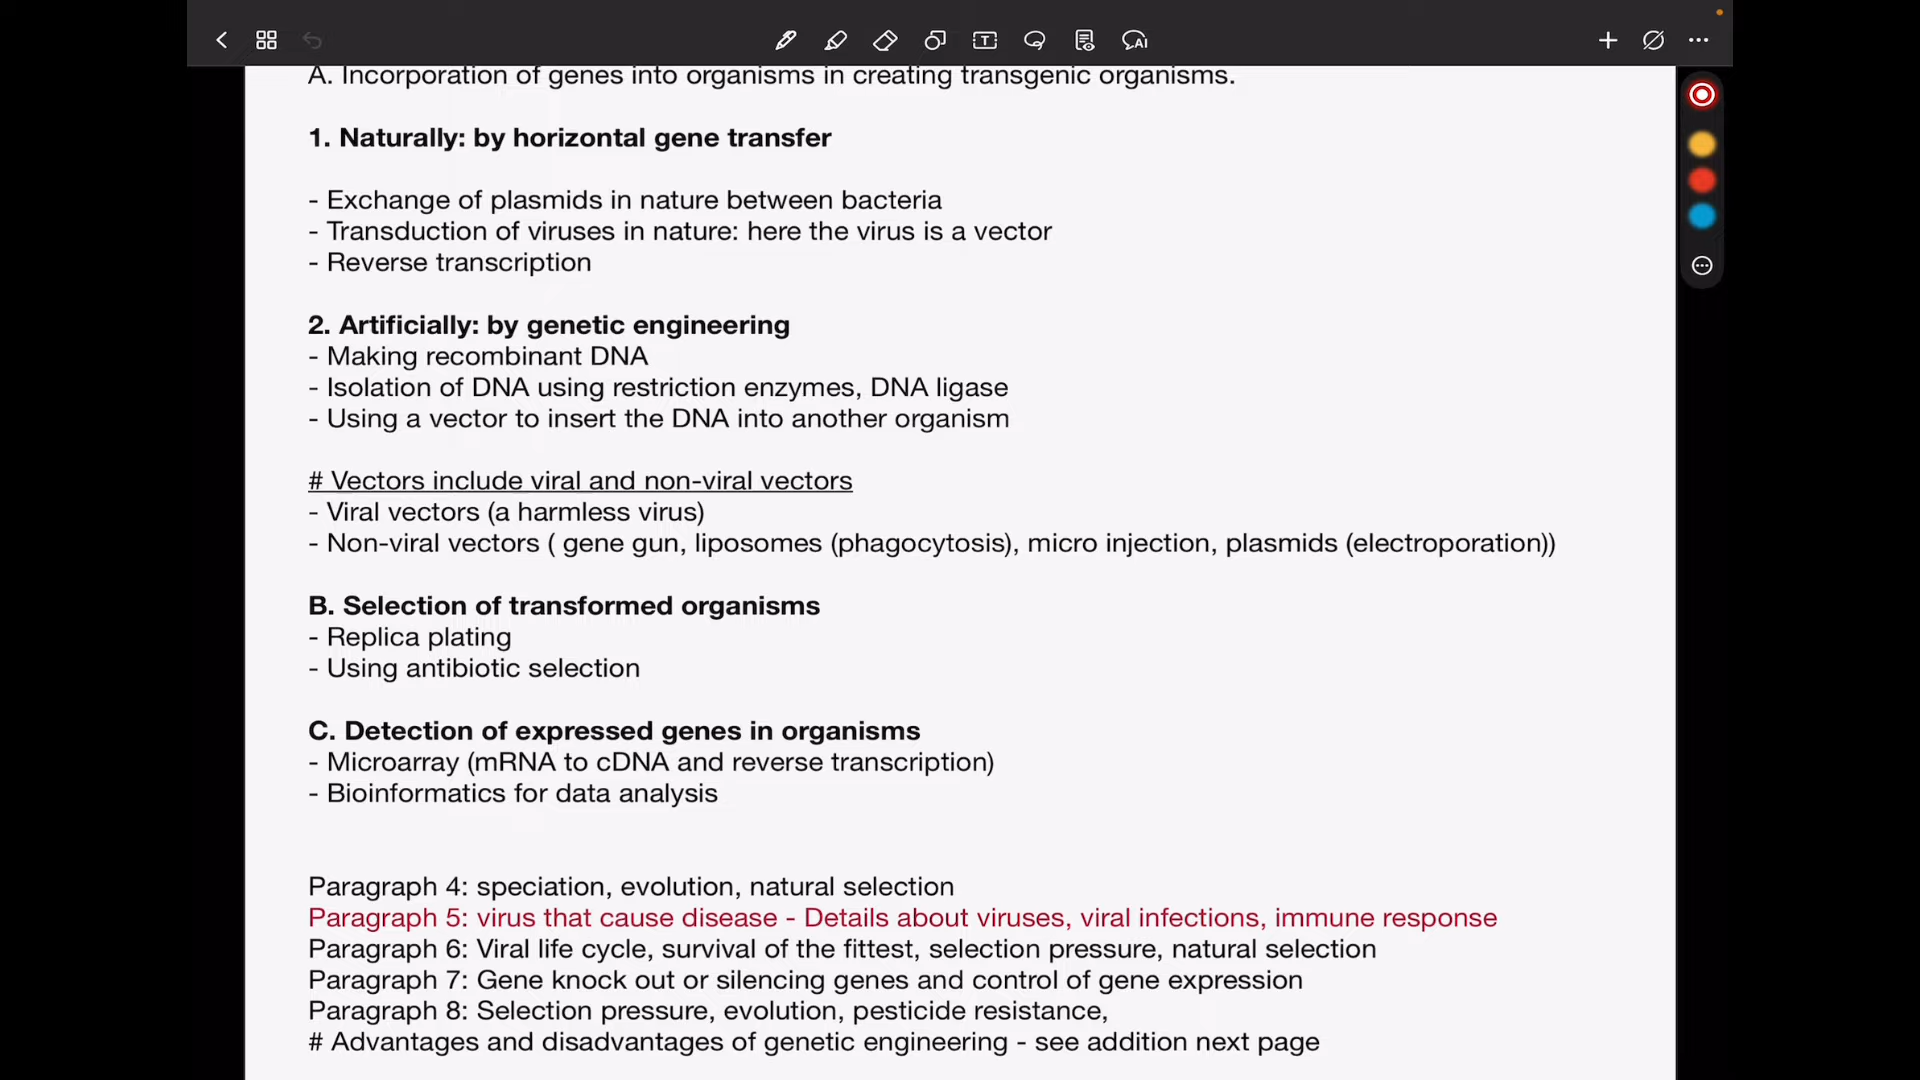 A. Incorporation of genes into organisms in creating transgenic organisms.
1. Naturally: by horizontal gene transfer
- Exchange of plasmids in nature between bacteria
- Transduction of viruses in nature: here the virus is a vector
- Reverse transcription
2. Artificially: by genetic engineering
- Making recombinant DNA
- Isolation of DNA using restriction enzymes, DNA ligase
- Using a vector to insert the DNA into another organism
# Vectors include viral and non-viral vectors
- Viral vectors (a harmless virus)
- Non-viral vectors ( gene gun, liposomes (phagocytosis), micro injection, plasmids (electroporation))
B. Selection of transformed organisms
- Replica plating
- Using antibiotic selection
C. Detection of expressed genes in organisms
- Microarray (mRNA to cDNA and reverse transcription)
- Bioinformatics for data analysis
Paragraph 4: speciation, evolution, natural selection
Paragraph 5: virus that cause disease - Details about viruses, viral infections, immune response
Paragraph 6: Viral life cycle, survival of the fittest, selection pressure, natural selection
Paragraph 7: Gene knock out or silencing genes and control of gene expression
Paragraph 8: Selection pressure, evolution, pesticide resistance,
# Advantages and disadvantages of genetic engineering - see addition next page